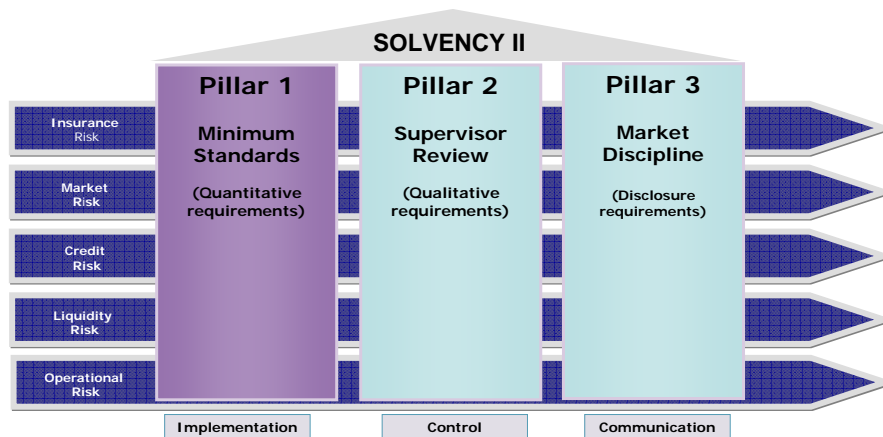 SOLVENCY II
Pillar 1
Minimum
Standards
(Quantitative
requirements)
Pillar 2
Supervisor
Review
(Qualitative
requirements)
Pillar 3
Market
Discipline
(Disclosure
requirements)
Insurance
Risk
Market
Risk
Credit
Risk
Liquidity
Risk
Operational
Risk
Implementation
Control
Communication